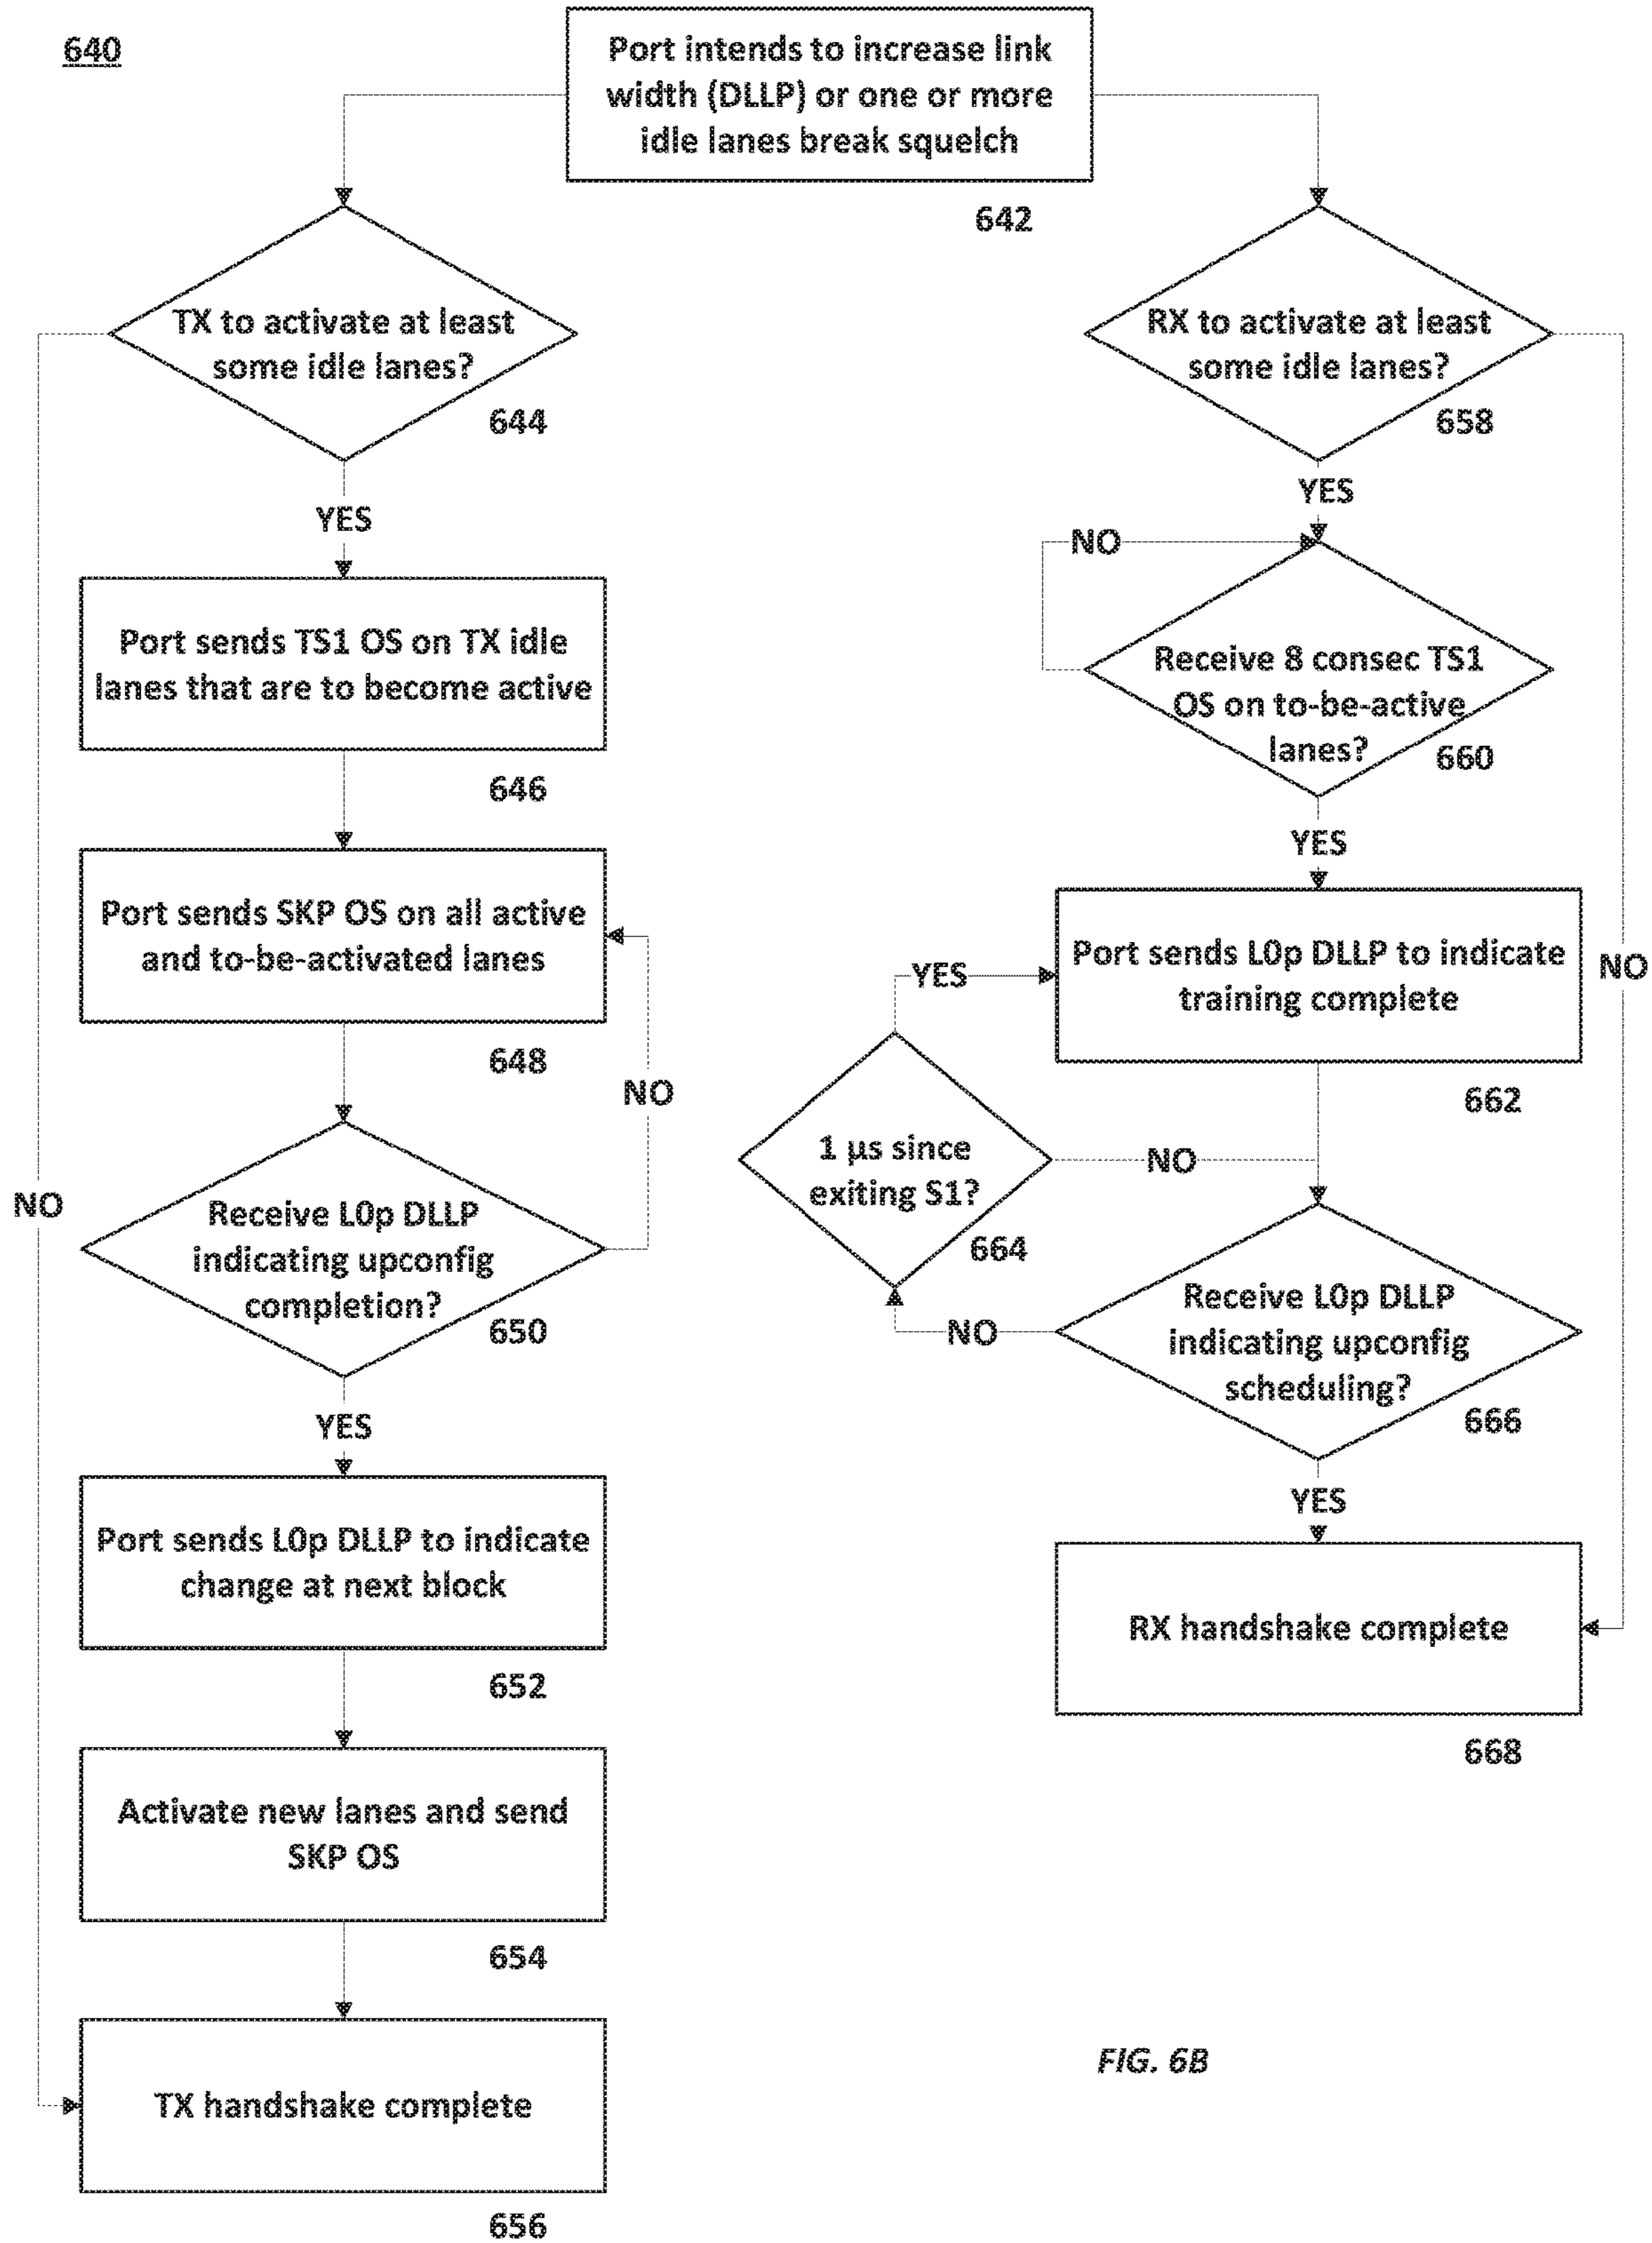 640
Port intends to increase link
width (DLLP) or one or more
idle lanes break squelch
642
TX to activate at least
some idle lanes?
644
YES
Port sends TS1 OS on TX idle
lanes that are to become active
646
Port sends SKP OS on all active
and to-be-activated lanes
648
NO
Receive L0p DLLP
indicating upconfig
completion?
650
NO
YES
Port sends L0p DLLP to indicate
change at next block
652
Activate new lanes and send
SKP OS
654
TX handshake complete
656
RX to activate at least
some idle lanes?
658
YES
NO
Receive 8 consec TS1
OS on to-be-active
lanes?
660
YES
Port sends L0p DLLP to indicate
training complete
662
NO
YES
1 µs since
exiting S1?
664
NO
Receive L0p DLLP
indicating upconfig
scheduling?
666
NO
YES
RX handshake complete
668
FIG. 6B